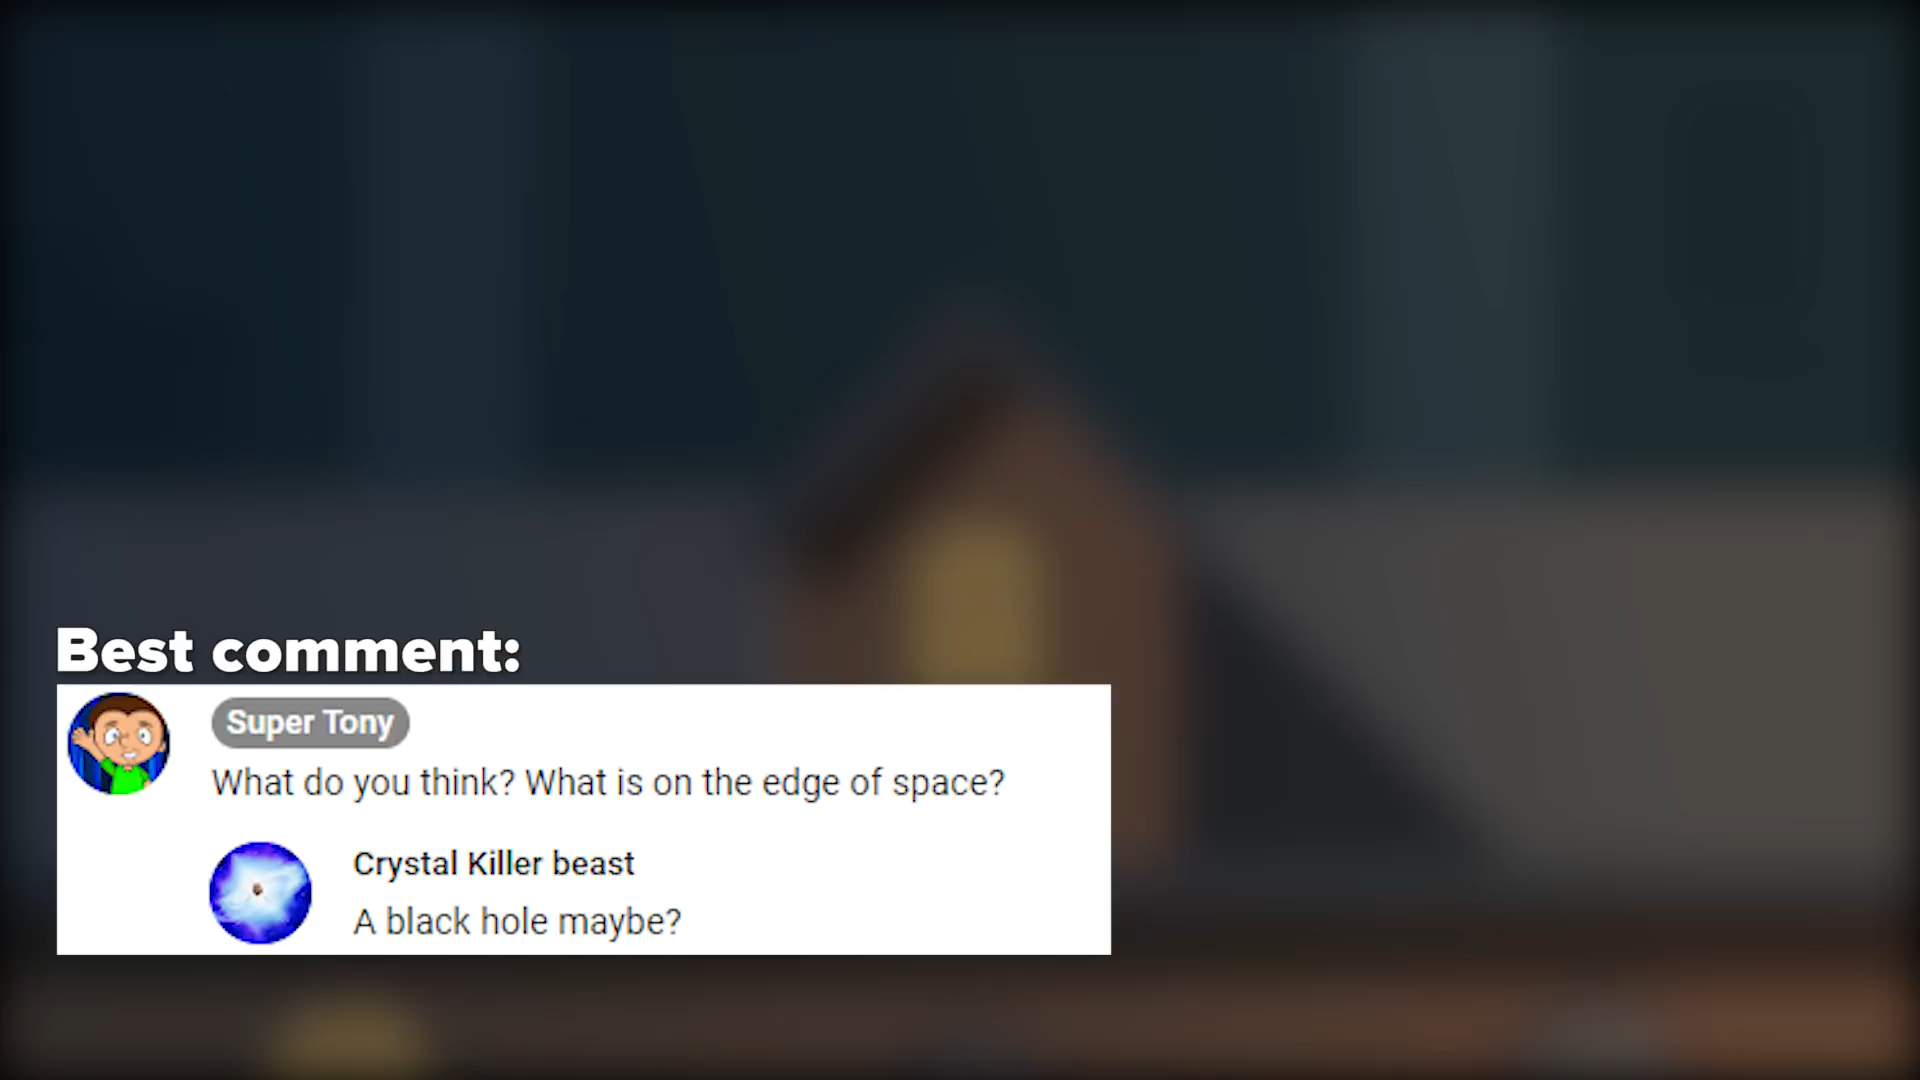 Best comment:
Super Tony
What do you think? What is on the edge of space?
Crystal Killer beast
A black hole maybe?